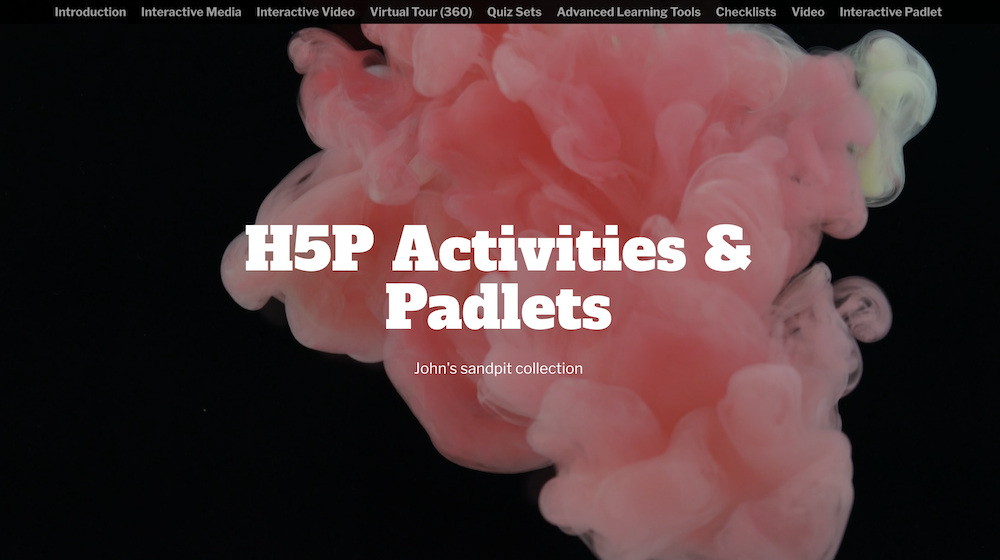 Introduction Interactive Media Interactive Video Virtual Tour (360) Quiz Sets Advanced Learning Tools Checklists Video Interactive Padlet
H5P Activities &
Padlets
John's sandpit collection